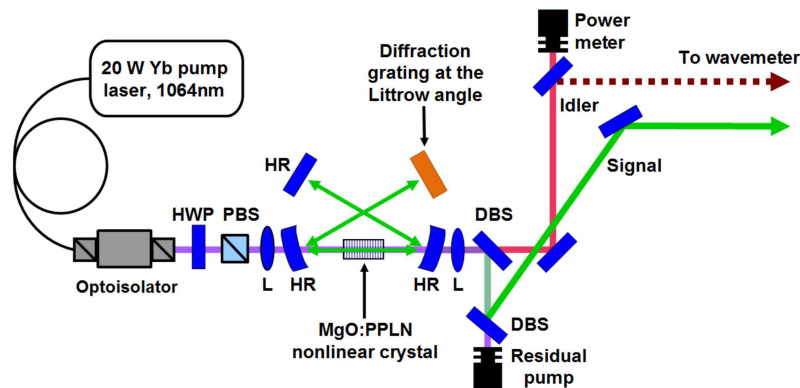 20 W Yb pump
laser, 1064nm
Diffraction
grating at the
Littrow angle
Power
meter
To wavemeter
Idler
Signal
HR
HWP
PBS
DBS
Optoisolator
L
HR
HR
L
MgO:PPLN
nonlinear crystal
DBS
Residual
pump